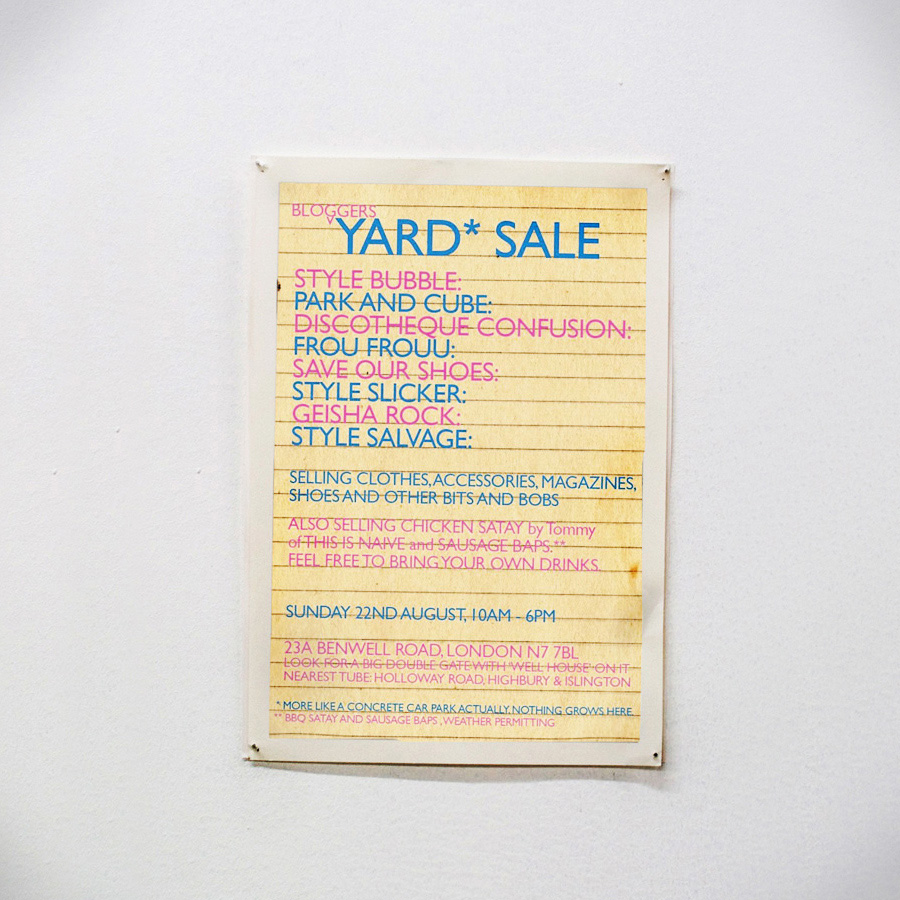 BLOGGERS
YARD* SALE
STYLE BUBBLE:
PARK AND CUBE:
DISCOTHEQUE CONFUSION:
FROU FROUU:
SAVE OUR SHOES:
STYLE SLICKER:
GEISHA ROCK:
STYLE SALVAGE:
SELLING CLOTHES, ACCESSORIES, MAGAZINES,
SHOES AND OTHER BITS AND BOBS
ALSO SELLING CHICKEN SATAY by Tommy
of THIS IS NAIVE and SAUSAGE BAPS.**
FEEL FREE TO BRING YOUR OWN DRINKS.
SUNDAY 22ND AUGUST, 10AM - 6PM
23A BENWELL ROAD, LONDON N7 7BL
LOOK FOR A BIG DOUBLE GATE WITH 'WELL HOUSE' ON IT
NEAREST TUBE: HOLLOWAY ROAD, HIGHBURY & ISLINGTON
* MORE LIKE A CONCRETE CAR PARK ACTUALLY. NOTHING GROWS HERE.
** BBQ SATAY AND SAUSAGE BAPS , WEATHER PERMITTING